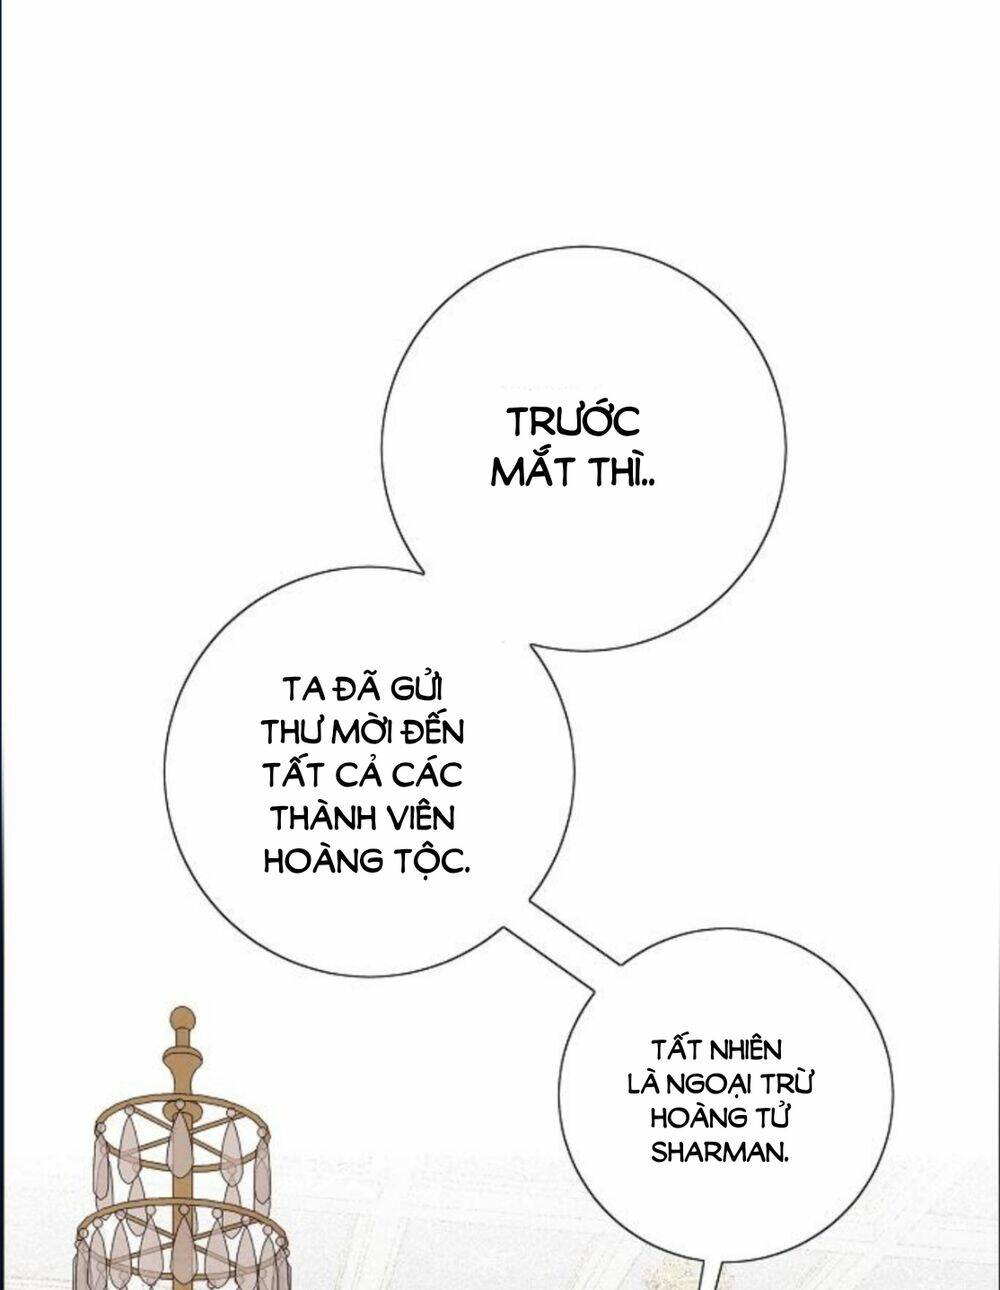 TRƯỚC
MẮT THÌ..
TA ĐÃ GỬI
THƯ MỜI ĐẾN
TẤT CẢ CÁC
THÀNH VIÊN
HOÀNG TỘC.
TẤT NHIÊN
LÀ NGOẠI TRỪ
HOÀNG TỬ
SHARMAN.